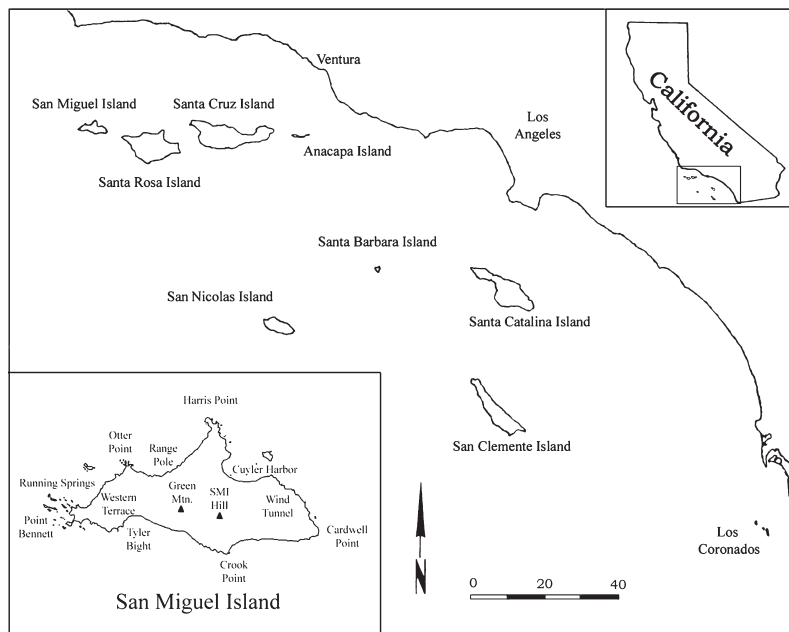 Ventura
San Miguel Island
Santa Cruz Island
Los
Angeles
Anacapa Island
Santa Rosa Island
California
Santa Barbara Island
San Nicolas Island
Santa Catalina Island
San Clemente Island
Los
Coronados
N
0 20 40
Harris Point
Otter
Point
Range
Pole
Cuyler Harbor
Running Springs
Green
Mtn.
SMI
Hill
Western
Terrace
Wind
Tunnel
Point
Bennett
Tyler
Bight
Cardwell
Point
Crook
Point
San Miguel Island